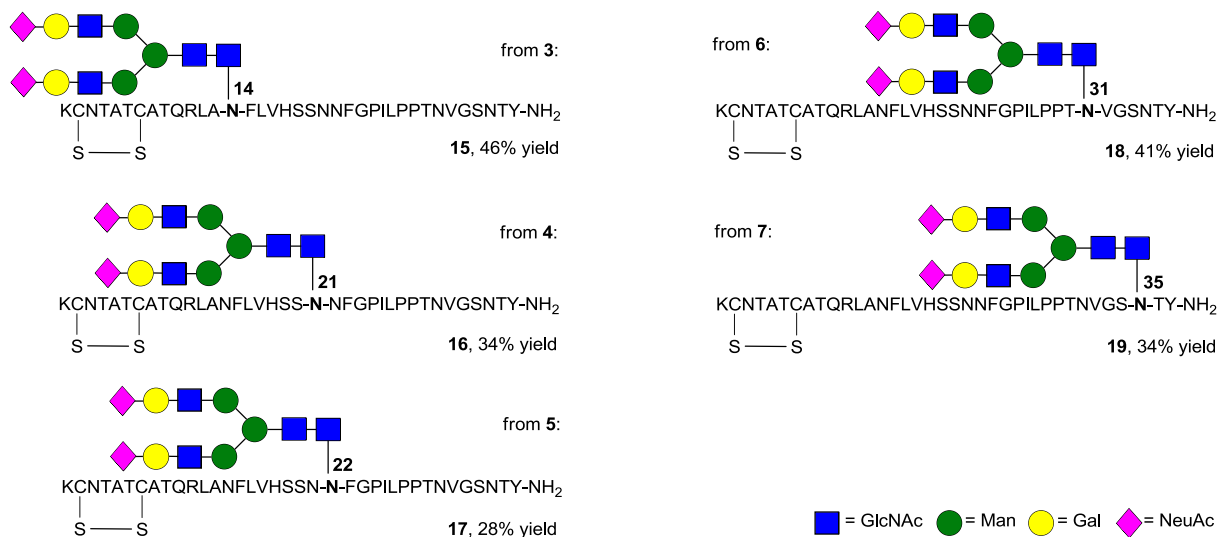 from 3:
14
KCNTATCATQRLA-N-FLVHSSNNFGPILPPTNVGSNTY-NH2
S S
15, 46% yield
from 4:
21
KCNTATCATQRLANFLVHSS-N-NFGPILPPTNVGSNTY-NH2
S S
16, 34% yield
from 5:
22
KCNTATCATQRLANFLVHSSN-N-FGPILPPTNVGSNTY-NH2
S S
17, 28% yield
from 6:
31
KCNTATCATQRLANFLVHSSNNFGPILPPT-N-VGSNTY-NH2
S S
18, 41% yield
from 7:
35
KCNTATCATQRLANFLVHSSNNFGPILPPTNVGS-N-TY-NH2
S S
19, 34% yield
= GlcNAc = Man = Gal = NeuAc